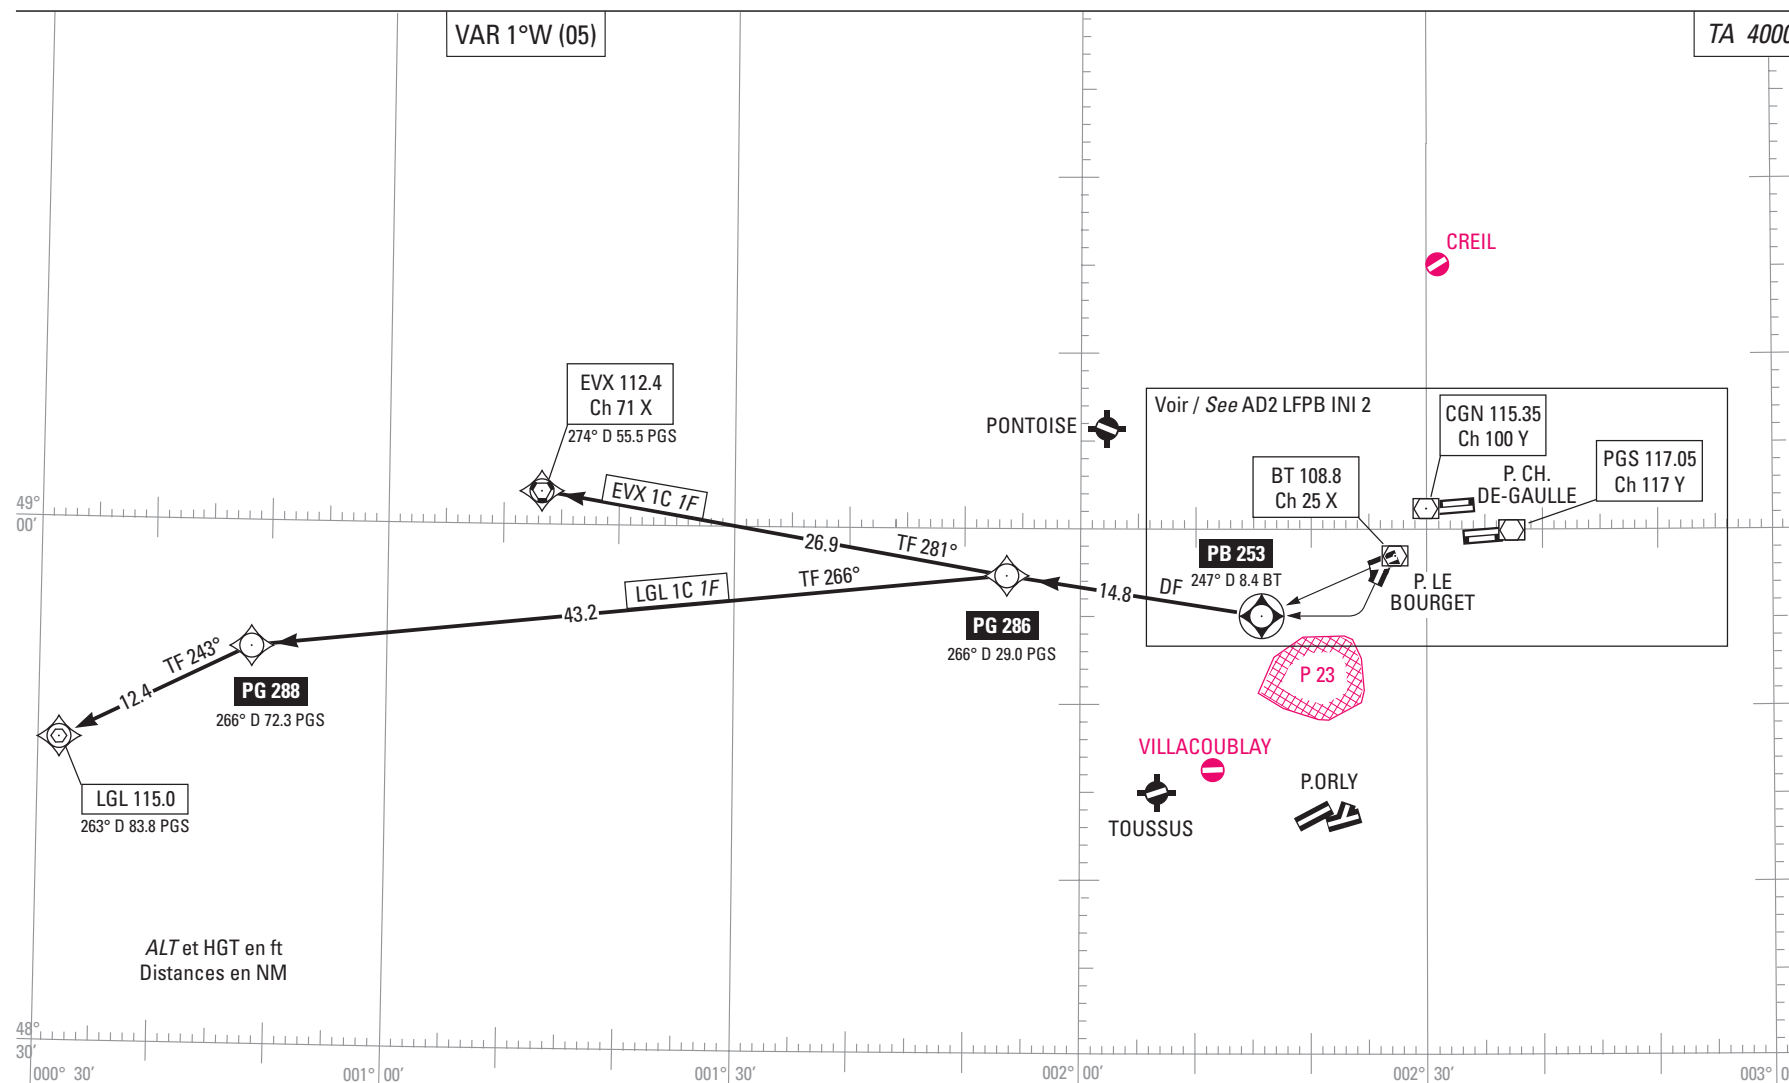 VAR 1°W (05)
TA 4000
CREIL
EVX 112.4
Ch 71 X
274° D 55.5 PGS
PONTOISE
Voir / See AD2 LFPB INI 2
CGN 115.35
Ch 100 Y
P. CH.
DE-GAULLE
PGS 117.05
Ch 117 Y
BT 108.8
Ch 25 X
EVX 1C 1F
49°
00'
26.9
TF 281°
PB 253
247° D 8.4 BT
P. LE
BOURGET
TF 266°
LGL 1C 1F
43.2
14.8
DF
PG 286
266° D 29.0 PGS
TF 243°
12.4
PG 288
266° D 72.3 PGS
P 23
VILLACOUBLAY
P.ORLY
TOUSSUS
LGL 115.0
263° D 83.8 PGS
ALT et HGT en ft
Distances en NM
48°
30'
000° 30'
001° 00'
001° 30'
002° 00'
002° 30'
003° 0